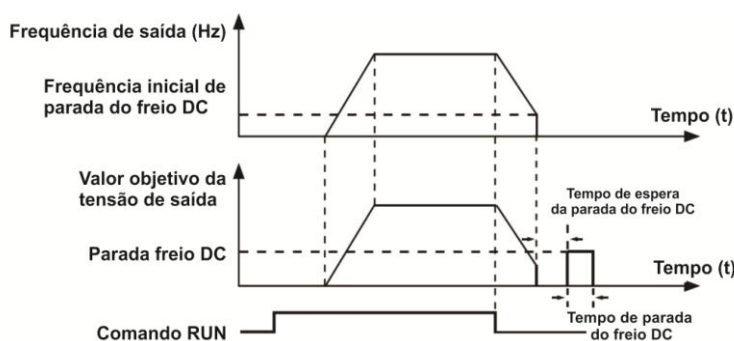 Frequência de saída (Hz)
Frequência inicial de
parada do freio DC
Tempo (t)
Valor objetivo da
tensão de saída
Tempo de espera
da parada do freio DC
Parada freio DC
Tempo (t)
Tempo de parada
do freio DC
Comando RUN